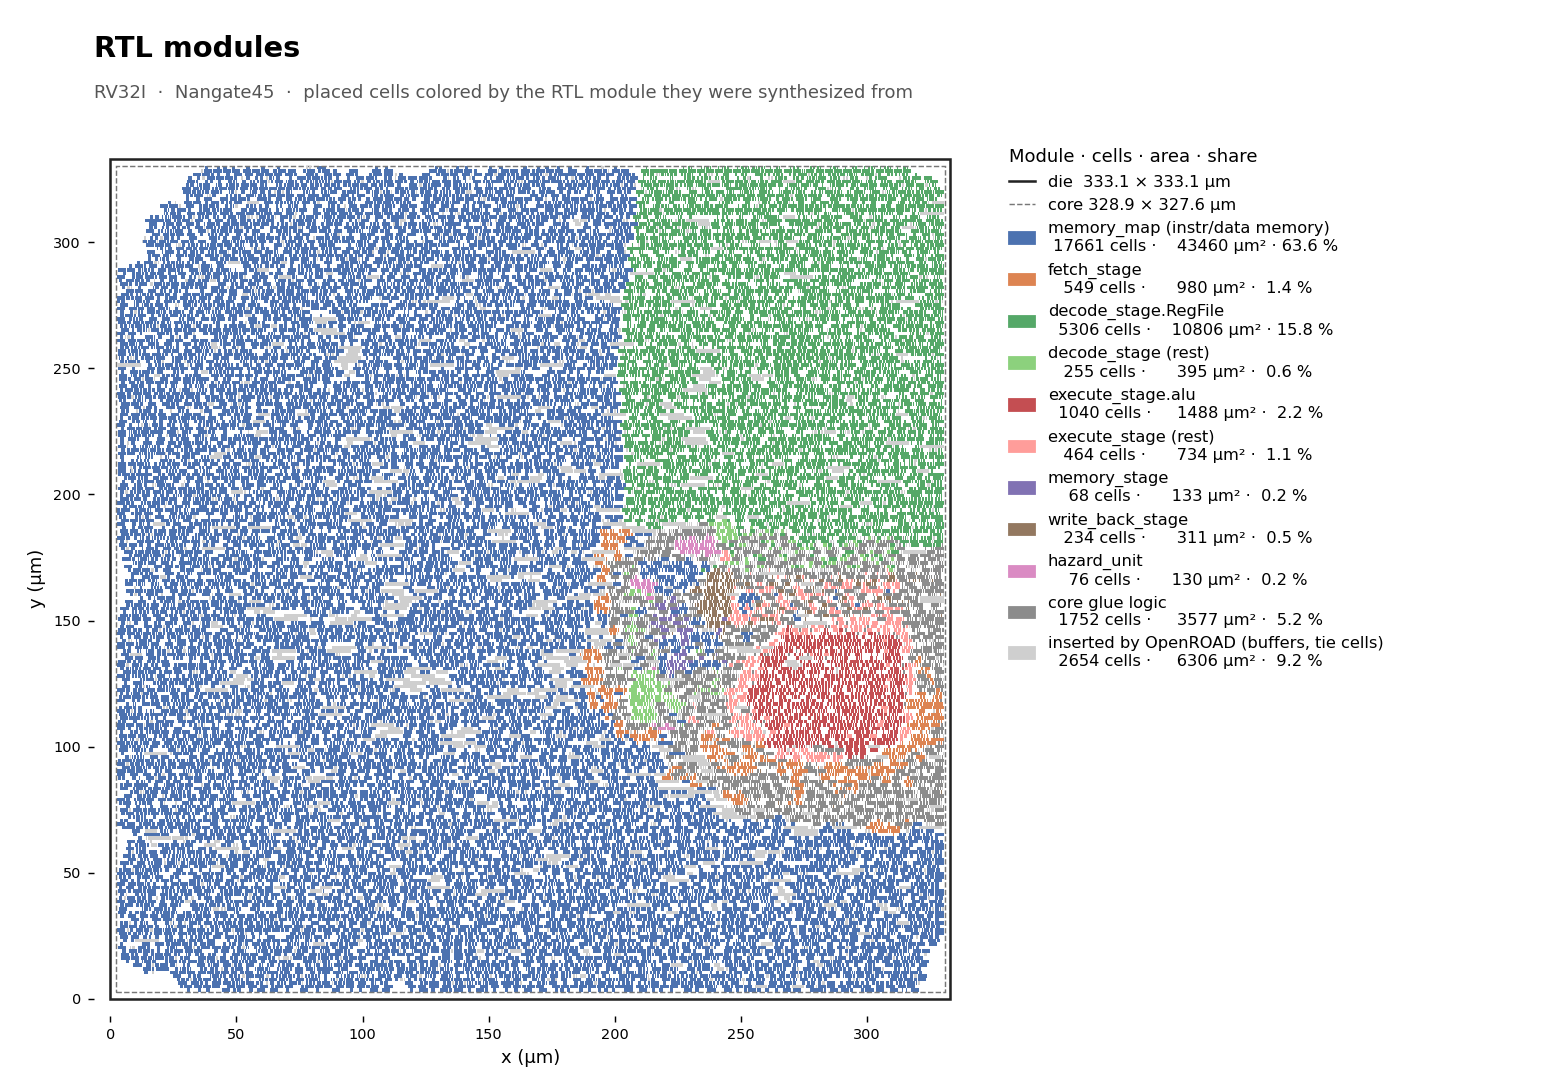 RTL modules
RV32I · Nangate45 · placed cells colored by the RTL module they were synthesized from
Module · cells · area · share
die 333.1 × 333.1 µm
core 328.9 × 327.6 µm
memory_map (instr/data memory)
17661 cells · 43460 µm² · 63.6 %
fetch_stage
549 cells · 980 µm² · 1.4 %
decode_stage.RegFile
5306 cells · 10806 µm² · 15.8 %
decode_stage (rest)
255 cells · 395 µm² · 0.6 %
execute_stage.alu
1040 cells · 1488 µm² · 2.2 %
execute_stage (rest)
464 cells · 734 µm² · 1.1 %
memory_stage
68 cells · 133 µm² · 0.2 %
write_back_stage
234 cells · 311 µm² · 0.5 %
hazard_unit
76 cells · 130 µm² · 0.2 %
core glue logic
1752 cells · 3577 µm² · 5.2 %
inserted by OpenROAD (buffers, tie cells)
2654 cells · 6306 µm² · 9.2 %
y (µm)
300
250
200
150
100
50
0
0 50 100 150 200 250 300
x (µm)